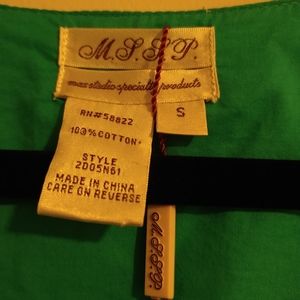 M.S.S.P.
max studio specialty products
S
RN#58822
100% COTTON
STYLE
2D05N61
MADE IN CHINA
CARE ON REVERSE
M.S.S.P.